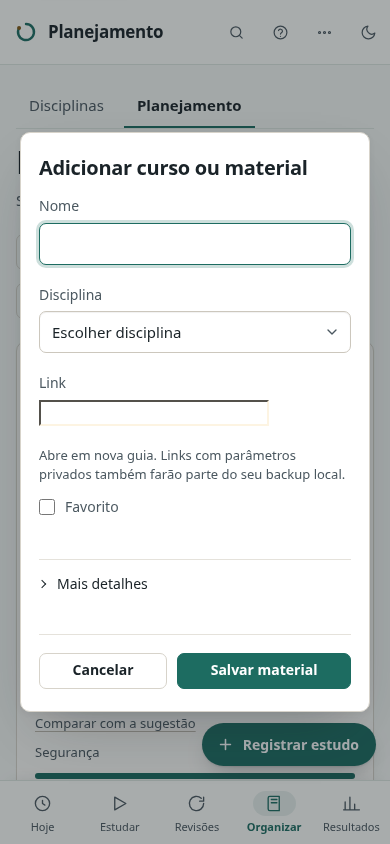 Planejamento
Disciplinas
Planejamento
Adicionar curso ou material
Nome
Disciplina
Escolher disciplina
Link
Abre em nova guia. Links com parâmetros
privados também farão parte do seu backup local.
Favorito
Mais detalhes
Cancelar
Salvar material
Comparar com a sugestão
Registrar estudo
Segurança
Hoje
Estudar
Revisões
Organizar
Resultados